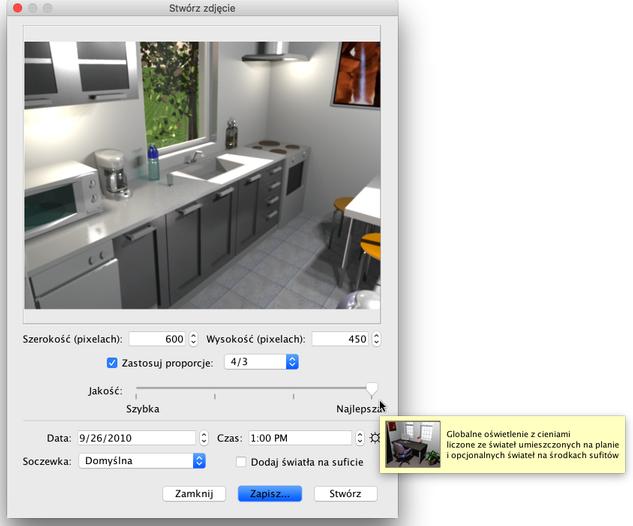 Stwórz zdjęcie
Szerokość (pixelach): 600 Wysokość (pixelach): 450
Zastosuj proporcje: 4/3
Jakość:
Szybka Najlepsza
Data: 9/26/2010 Czas: 1:00 PM
Soczewka: Domyślna Dodaj światła na suficie
Zamknij Zapisz... Stwórz
Globalne oświetlenie z cieniami
liczone ze świateł umieszczonych na planie
i opcjonalnych świateł na środkach sufitów